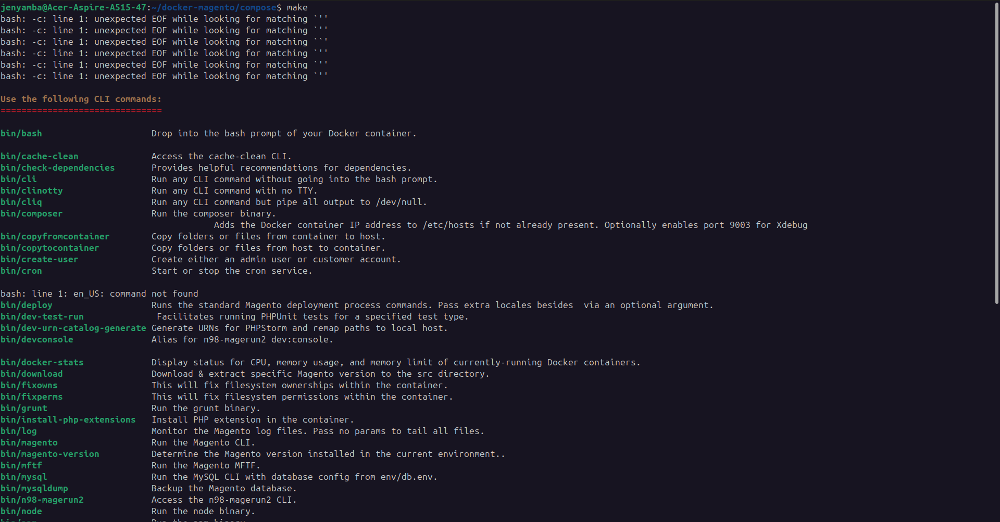 jenyamba@Acer-Aspire-A515-47:~/docker-magento/compose$ make
bash: -c: line 1: unexpected EOF while looking for matching `''
bash: -c: line 1: unexpected EOF while looking for matching `''
bash: -c: line 1: unexpected EOF while looking for matching ``'
bash: -c: line 1: unexpected EOF while looking for matching `''
bash: -c: line 1: unexpected EOF while looking for matching `''
bash: -c: line 1: unexpected EOF while looking for matching `''
Use the following CLI commands:
===============================
bin/bash Drop into the bash prompt of your Docker container.
bin/cache-clean Access the cache-clean CLI.
bin/check-dependencies Provides helpful recommendations for dependencies.
bin/cli Run any CLI command without going into the bash prompt.
bin/clinotty Run any CLI command with no TTY.
bin/cliq Run any CLI command but pipe all output to /dev/null.
bin/composer Run the composer binary.
Adds the Docker container IP address to /etc/hosts if not already present. Optionally enables port 9003 for Xdebug
bin/copyfromcontainer Copy folders or files from container to host.
bin/copytocontainer Copy folders or files from host to container.
bin/create-user Create either an admin user or customer account.
bin/cron Start or stop the cron service.
bash: line 1: en_US: command not found
bin/deploy Runs the standard Magento deployment process commands. Pass extra locales besides  via an optional argument.
bin/dev-test-run Facilitates running PHPUnit tests for a specified test type.
bin/dev-urn-catalog-generate Generate URNs for PHPStorm and remap paths to local host.
bin/devconsole Alias for n98-magerun2 dev:console.
bin/docker-stats Display status for CPU, memory usage, and memory limit of currently-running Docker containers.
bin/download Download & extract specific Magento version to the src directory.
bin/fixowns This will fix filesystem ownerships within the container.
bin/fixperms This will fix filesystem permissions within the container.
bin/grunt Run the grunt binary.
bin/install-php-extensions Install PHP extension in the container.
bin/log Monitor the Magento log files. Pass no params to tail all files.
bin/magento Run the Magento CLI.
bin/magento-version Determine the Magento version installed in the current environment..
bin/mftf Run the Magento MFTF.
bin/mysql Run the MySQL CLI with database config from env/db.env.
bin/mysqldump Backup the Magento database.
bin/n98-magerun2 Access the n98-magerun2 CLI.
bin/node Run the node binary.